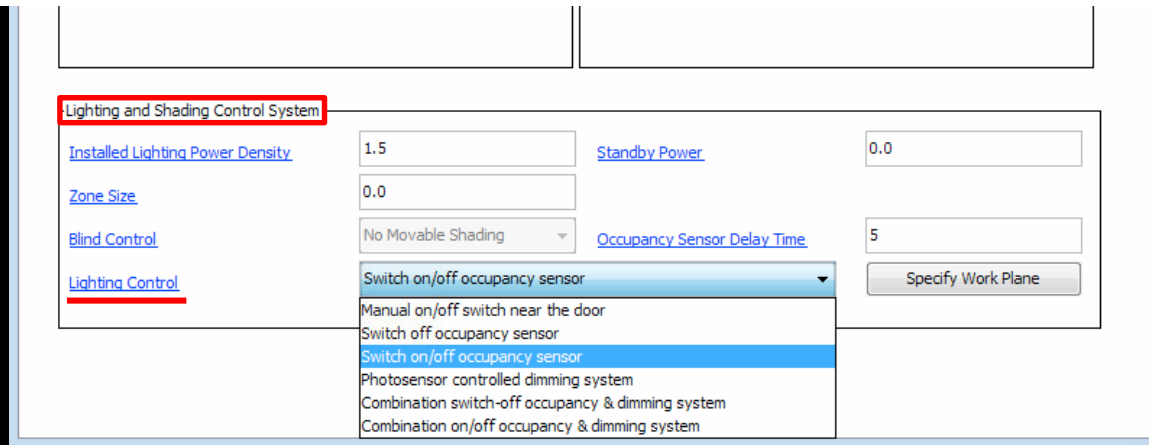 Lighting and Shading Control System
Installed Lighting Power Density 1.5 Standby Power 0.0
Zone Size 0.0
Blind Control No Movable Shading Occupancy Sensor Delay Time 5
Lighting Control Switch on/off occupancy sensor Specify Work Plane
Manual on/off switch near the door
Switch off occupancy sensor
Switch on/off occupancy sensor
Photosensor controlled dimming system
Combination switch-off occupancy & dimming system
Combination on/off occupancy & dimming system